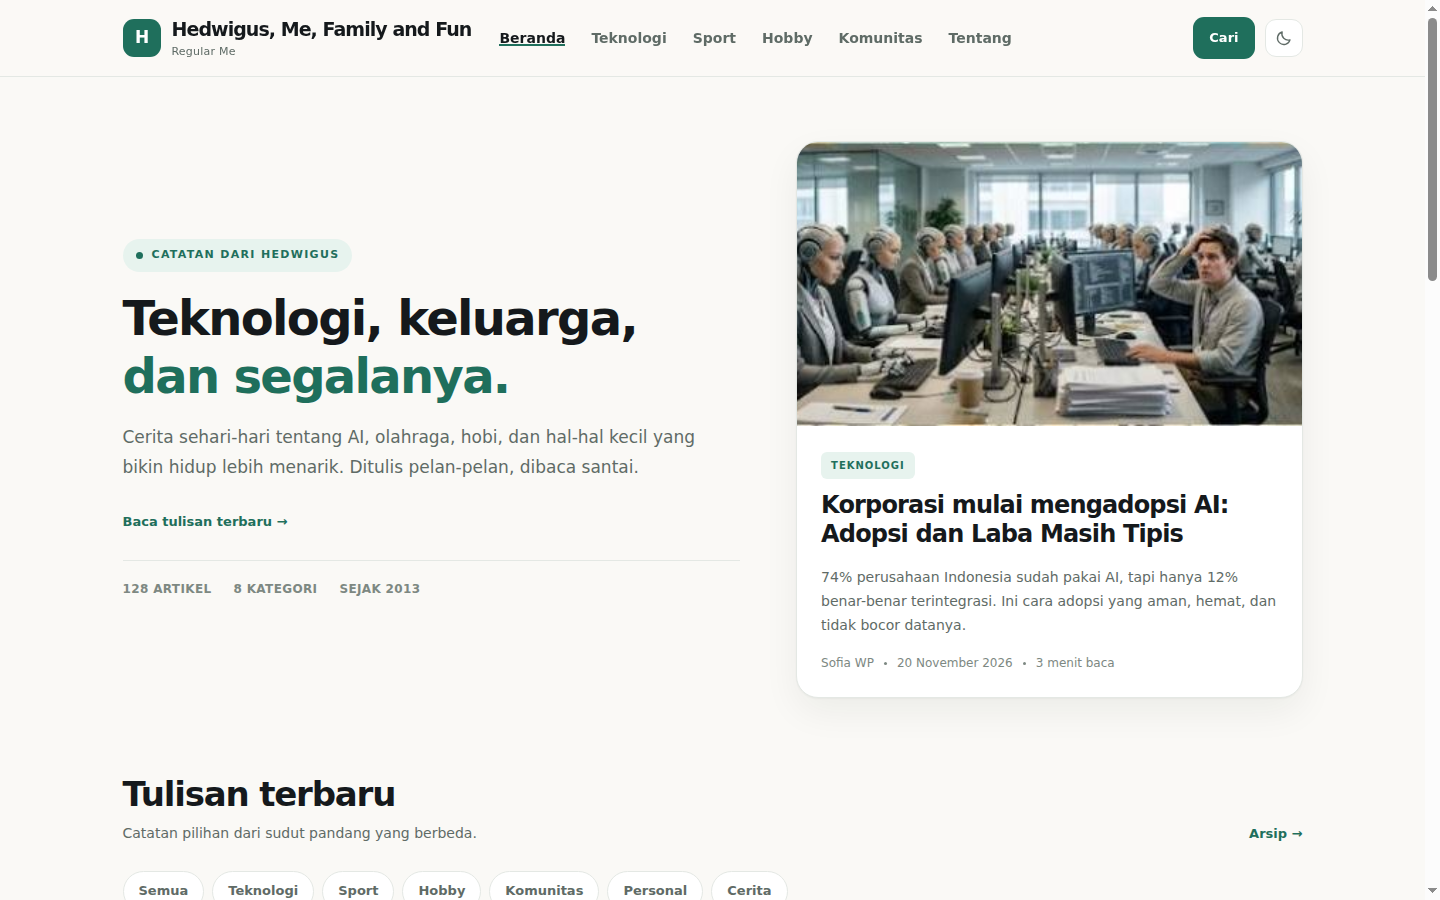 H
Hedwigus, Me, Family and Fun
Regular Me
Beranda
Teknologi
Sport
Hobby
Komunitas
Tentang
Cari
CATATAN DARI HEDWIGUS
Teknologi, keluarga,
dan segalanya.
Cerita sehari-hari tentang AI, olahraga, hobi, dan hal-hal kecil yang
bikin hidup lebih menarik. Ditulis pelan-pelan, dibaca santai.
Baca tulisan terbaru →
128 ARTIKEL
8 KATEGORI
SEJAK 2013
TEKNOLOGI
Korporasi mulai mengadopsi AI:
Adopsi dan Laba Masih Tipis
74% perusahaan Indonesia sudah pakai AI, tapi hanya 12%
benar-benar terintegrasi. Ini cara adopsi yang aman, hemat, dan
tidak bocor datanya.
Sofia WP • 20 November 2026 • 3 menit baca
Tulisan terbaru
Catatan pilihan dari sudut pandang yang berbeda.
Arsip →
Semua
Teknologi
Sport
Hobby
Komunitas
Personal
Cerita